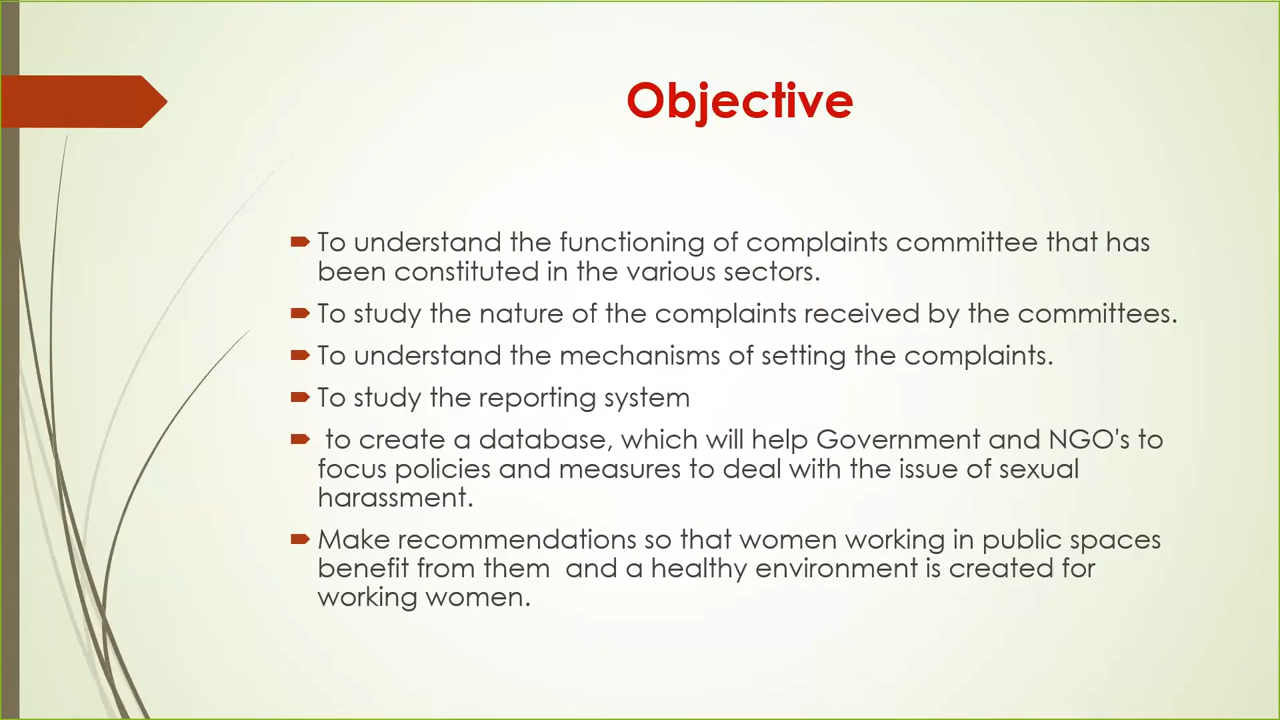 Objective
To understand the functioning of complaints committee that has
been constituted in the various sectors.
To study the nature of the complaints received by the committees.
To understand the mechanisms of setting the complaints.
To study the reporting system
to create a database, which will help Government and NGO's to
focus policies and measures to deal with the issue of sexual
harassment.
Make recommendations so that women working in public spaces
benefit from them  and a healthy environment is created for
working women.